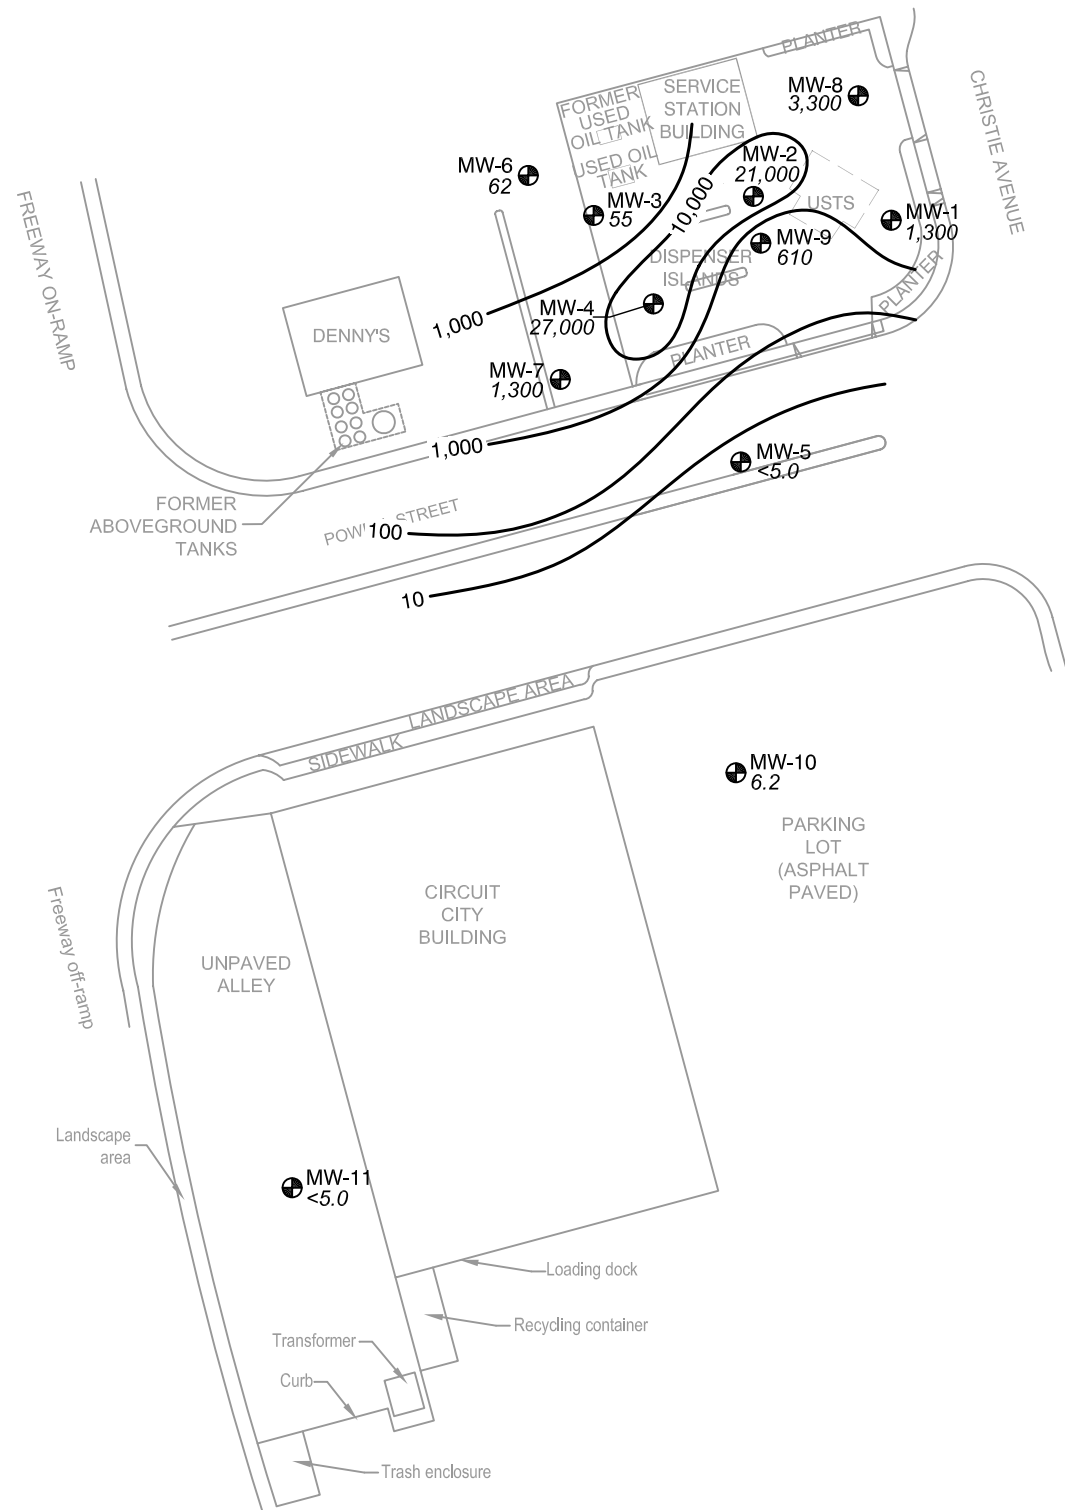 PLANTER
CHRISTIE AVENUE
FORMER
USED
OIL TANK
SERVICE
STATION
BUILDING
MW-8
3,300
MW-6
62
USED OIL
TANK
MW-2
21,000
MW-3
55
10,000
USTS
MW-1
1,300
MW-9
610
DISPENSER
ISLANDS
PLANTER
FREEWAY ON-RAMP
DENNY'S
1,000
MW-4
27,000
PLANTER
MW-7
1,300
1,000
MW-5
<5.0
FORMER
ABOVEGROUND
TANKS
STREET
100
10
LANDSCAPE AREA
SIDEWALK
MW-10
6.2
PARKING
LOT
(ASPHALT
PAVED)
CIRCUIT
CITY
BUILDING
Freeway off-ramp
UNPAVED
ALLEY
Landscape
area
MW-11
<5.0
Loading dock
Recycling container
Transformer
Curb
Trash enclosure